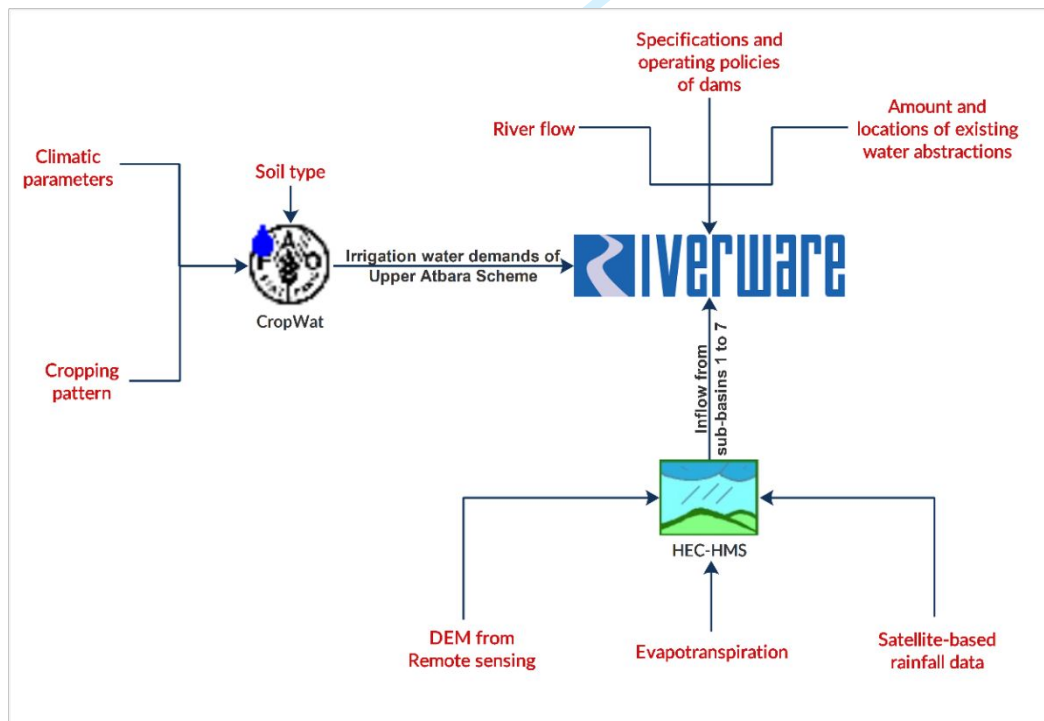 Specifications and
operating policies
of dams
River flow
Amount and
locations of existing
water abstractions
Climatic
parameters
Soil type
F A O
FIAT PANIS
CropWat
Irrigation water demands of
Upper Atbara Scheme
RIVERWARE
Cropping
pattern
Inflow from
sub-basins 1 to 7
HEC-HMS
DEM from
Remote sensing
Evapotranspiration
Satellite-based
rainfall data